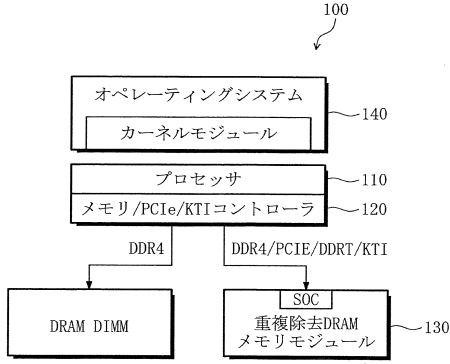 100
オペレーティングシステム
カーネルモジュール
140
プロセッサ
110
メモリ/PCIe/KTIコントローラ
120
DDR4
DDR4/PCIE/DDRT/KTI
DRAM DIMM
SOC
重複除去DRAM
メモリモジュール
130